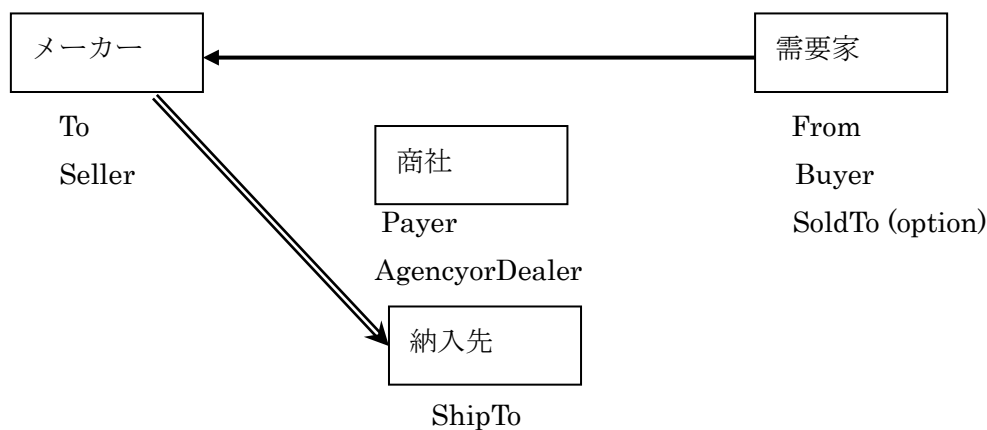 メーカー
需要家
To
Seller
From
Buyer
SoldTo (option)
商社
Payer
AgencyorDealer
納入先
ShipTo